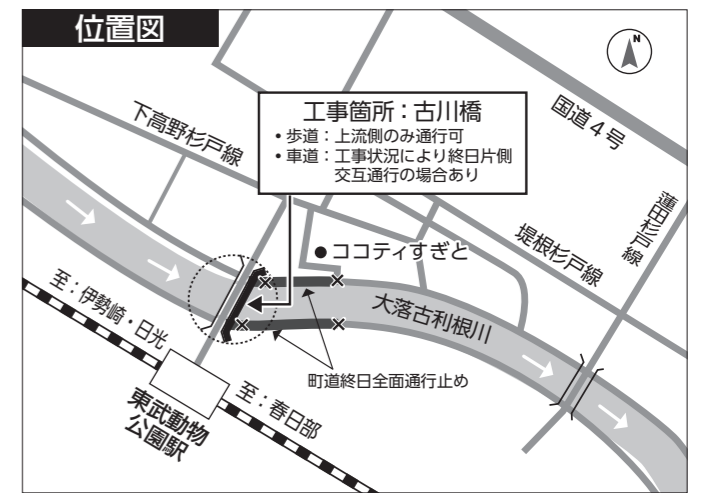 位置図
N
工事箇所：古川橋
•歩道：上流側のみ通行可
•車道：工事状況により終日片側
交互通行の場合あり
国道4号
下高野杉戸線
蓮田杉戸線
堤根杉戸線
●ココティすぎと
大落古利根川
至：伊勢崎・日光
町道終日全面通行止め
至：春日部
東武動物
公園駅